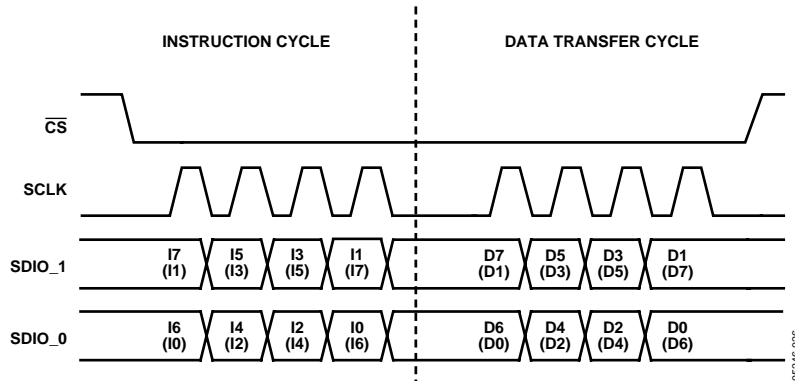 INSTRUCTION CYCLE DATA TRANSFER CYCLE
CS
SCLK
SDIO_1
I7 I5 I3 I1 D7 D5 D3 D1
(I1) (I3) (I5) (I7) (D1) (D3) (D5) (D7)
SDIO_0
I6 I4 I2 I0 D6 D4 D2 D0
(I0) (I2) (I4) (I6) (D0) (D2) (D4) (D6)